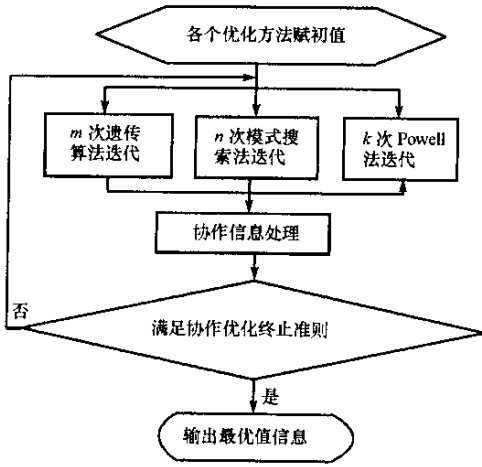 各个优化方法赋初值
m 次遗传
算法迭代
n 次模式搜
索法迭代
k 次 Powell
法迭代
协作信息处理
满足协作优化终止准则
否
是
输出最优值信息